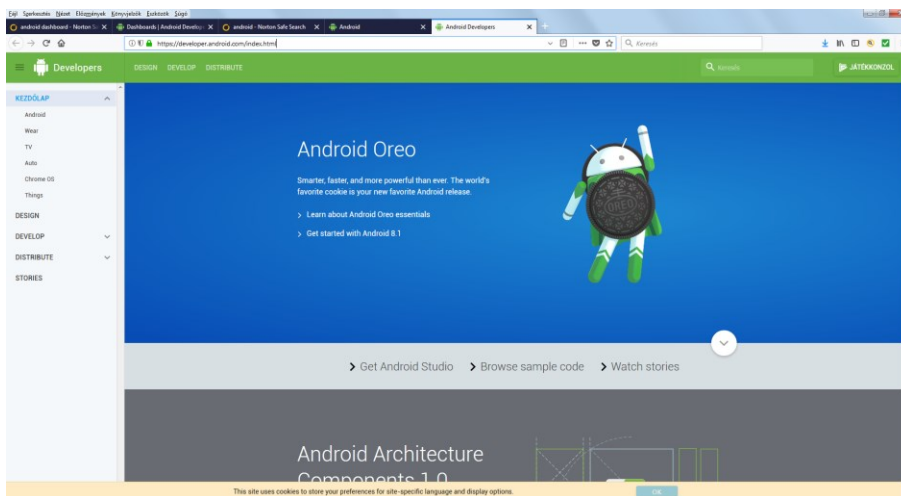 Fájl Szerkesztés Nézet Előzmények Könyvjelzők Eszközök Súgó
android dashboard - Norton S
Dashboards | Android Develop
android - Norton Safe Search
Android
Android Developers
https://developer.android.com/index.html
Keresés
Developers
DESIGN DEVELOP DISTRIBUTE
Keresés
JÁTÉKKONZOL
KEZDŐLAP
Android
Wear
TV
Auto
Chrome OS
Things
DESIGN
DEVELOP
DISTRIBUTE
STORIES
Android Oreo
Smarter, faster, and more powerful than ever. The world's
favorite cookie is your new favorite Android release.
Learn about Android Oreo essentials
Get started with Android 8.1
OREO
Get Android Studio Browse sample code Watch stories
Android Architecture
Components 1.0
This site uses cookies to store your preferences for site-specific language and display options.
OK